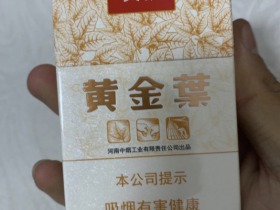 黄金葉
河南中烟工业有限责任公司出品
本公司提示
吸烟有害健康